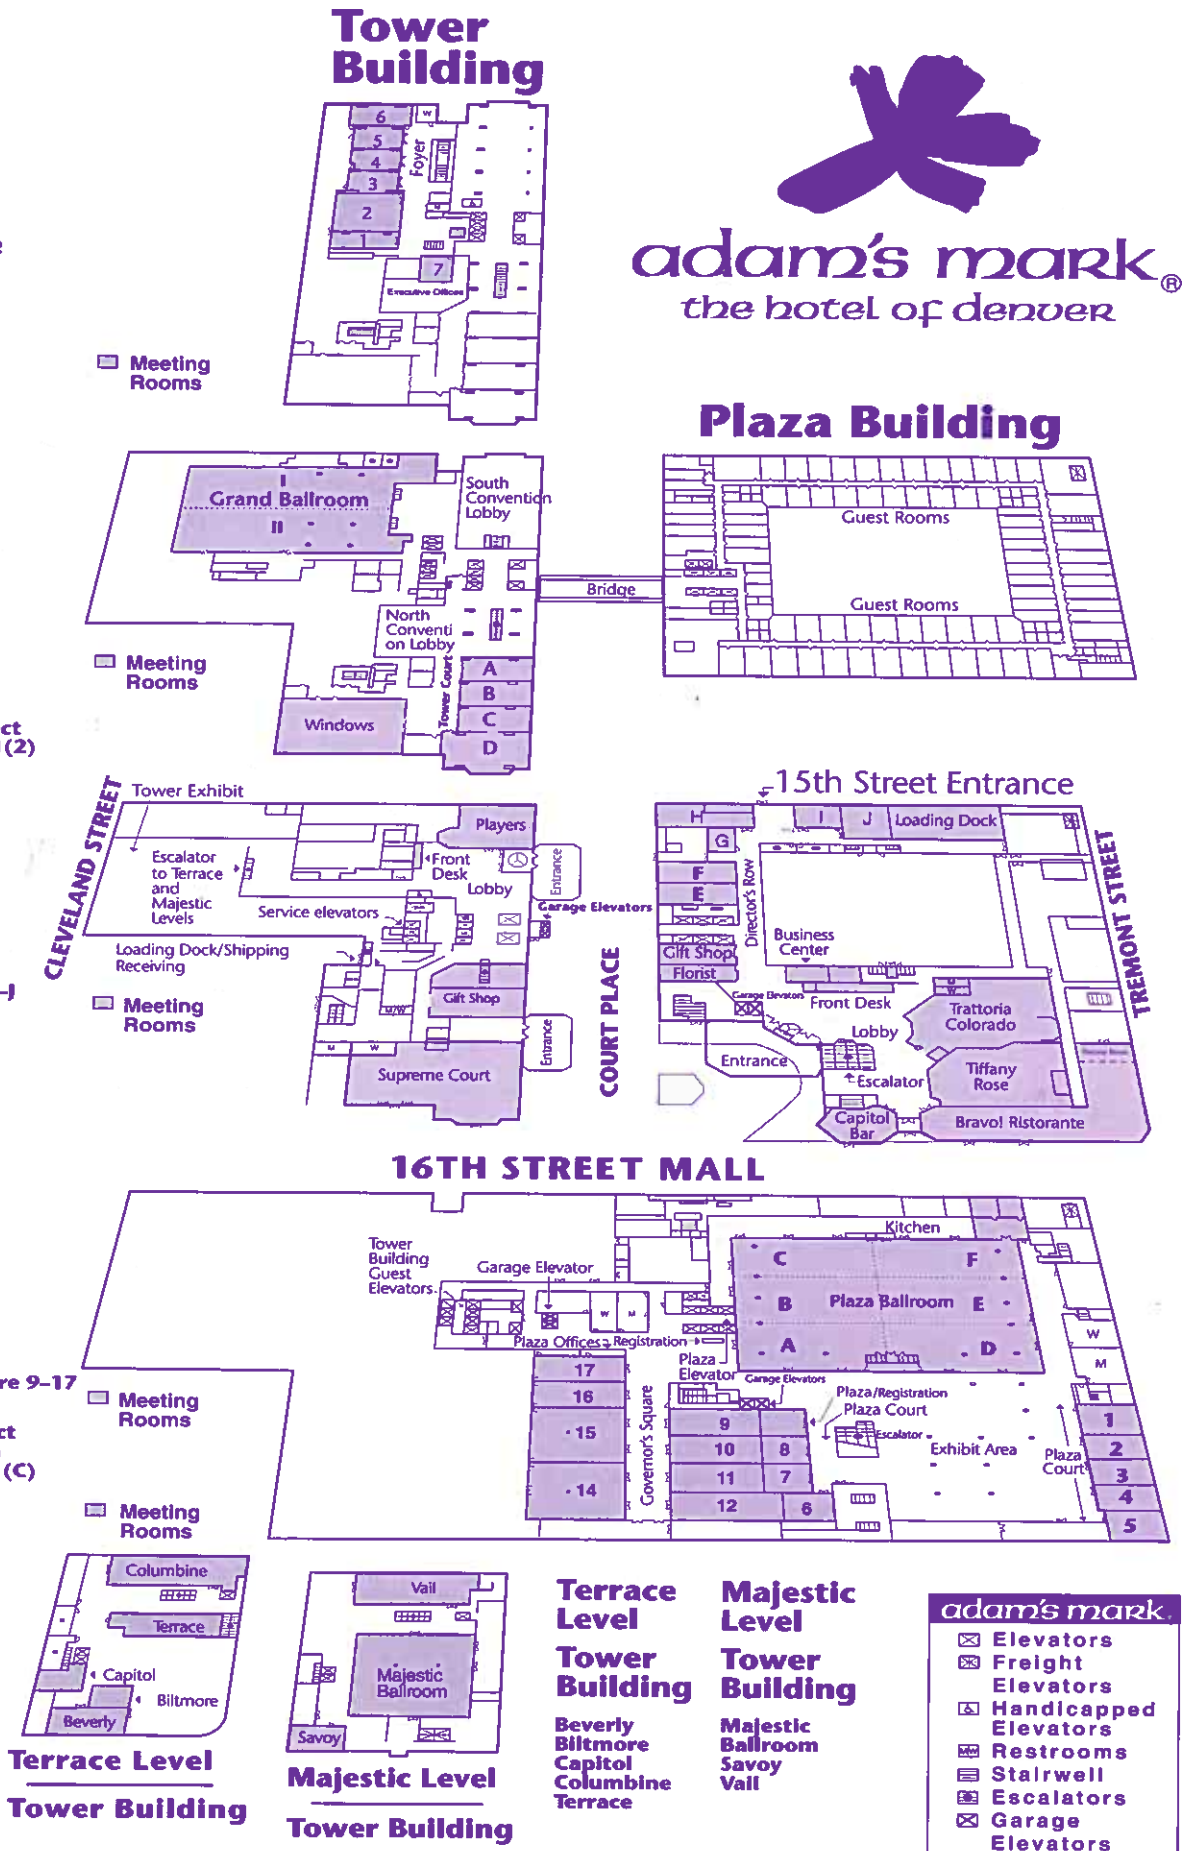 Tower
Building
adam's mark®
the hotel of denver
6
W
5
4
3
Foyer
2
1
7
Executive Offices
Meeting
Rooms
Plaza Building
I
Grand Ballroom
II
South
Convention
Lobby
Bridge
North
Conventi
on Lobby
Guest Rooms
Guest Rooms
Meeting
Rooms
Tower Court
A
B
C
D
Windows
ct
(2)
CLEVELAND STREET
Tower Exhibit
Players
Escalator
to Terrace
and
Majestic
Levels
Front
Desk
Lobby
Entrance
Service elevators
Garage Elevators
Loading Dock/Shipping
Receiving
-J
Meeting
Rooms
Gift Shop
M/W
Entrance
M
W
Supreme Court
COURT PLACE
15th Street Entrance
H
I
J
Loading Dock
G
F
E
Director's Row
TREMONT STREET
Business
Center
Gift Shop
Florist
Garage Elevators
Front Desk
Lobby
Trattoria
Colorado
Entrance
Escalator
Tiffany
Rose
Capitol
Bar
Bravo! Ristorante
16TH STREET MALL
Kitchen
Tower
Building
Guest
Elevators
Garage Elevator
C
F
B
Plaza Ballroom
E
A
D
W
M
Plaza Offices
Registration
Plaza
Elevator
W
M
Garage Elevators
17
16
15
14
Governor's Square
9
10
8
11
7
12
6
Plaza/Registration
Plaza Court
Escalator
Exhibit Area
Plaza
Court
1
2
3
4
5
re 9-17
Meeting
Rooms
ct
(C)
Meeting
Rooms
Columbine
Terrace
Capitol
Biltmore
Beverly
Terrace Level
Tower Building
Vail
Majestic
Ballroom
Savoy
Majestic Level
Tower Building
Terrace
Level
Tower
Building
Beverly
Biltmore
Capitol
Columbine
Terrace
Majestic
Level
Tower
Building
Majestic
Ballroom
Savoy
Vail
adam's mark®
Elevators
Freight
Elevators
Handicapped
Elevators
M/W Restrooms
Stairwell
Escalators
Garage
Elevators